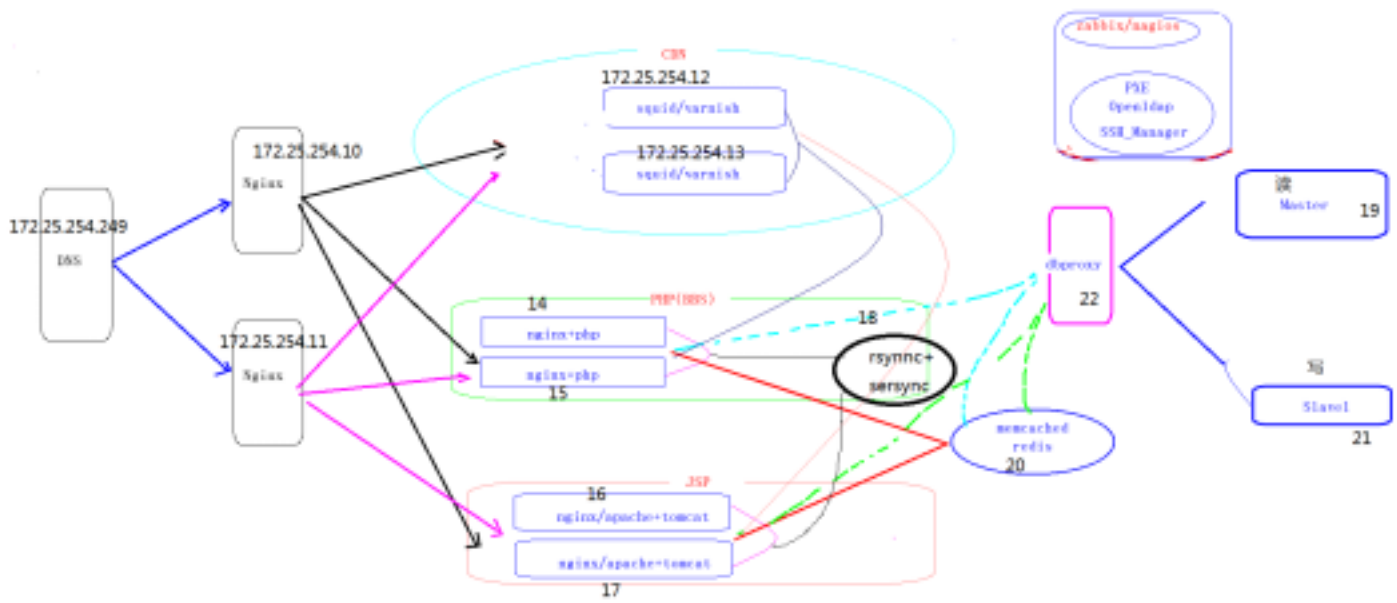 172.25.254.249
DNS
172.25.254.10
Nginx
172.25.254.11
Nginx
CDN
172.25.254.12
squid/varnish
172.25.254.13
squid/varnish
PHP(BBS)
14
nginx+php
nginx+php
15
JSP
16
nginx/apache+tomcat
nginx/apache+tomcat
17
18
rsynnc+
sersync
memcached
redis
20
dbproxy
22
zabbix/nagios
PXE
Openldap
SSH_Manager
读
Master
19
写
Slave1
21